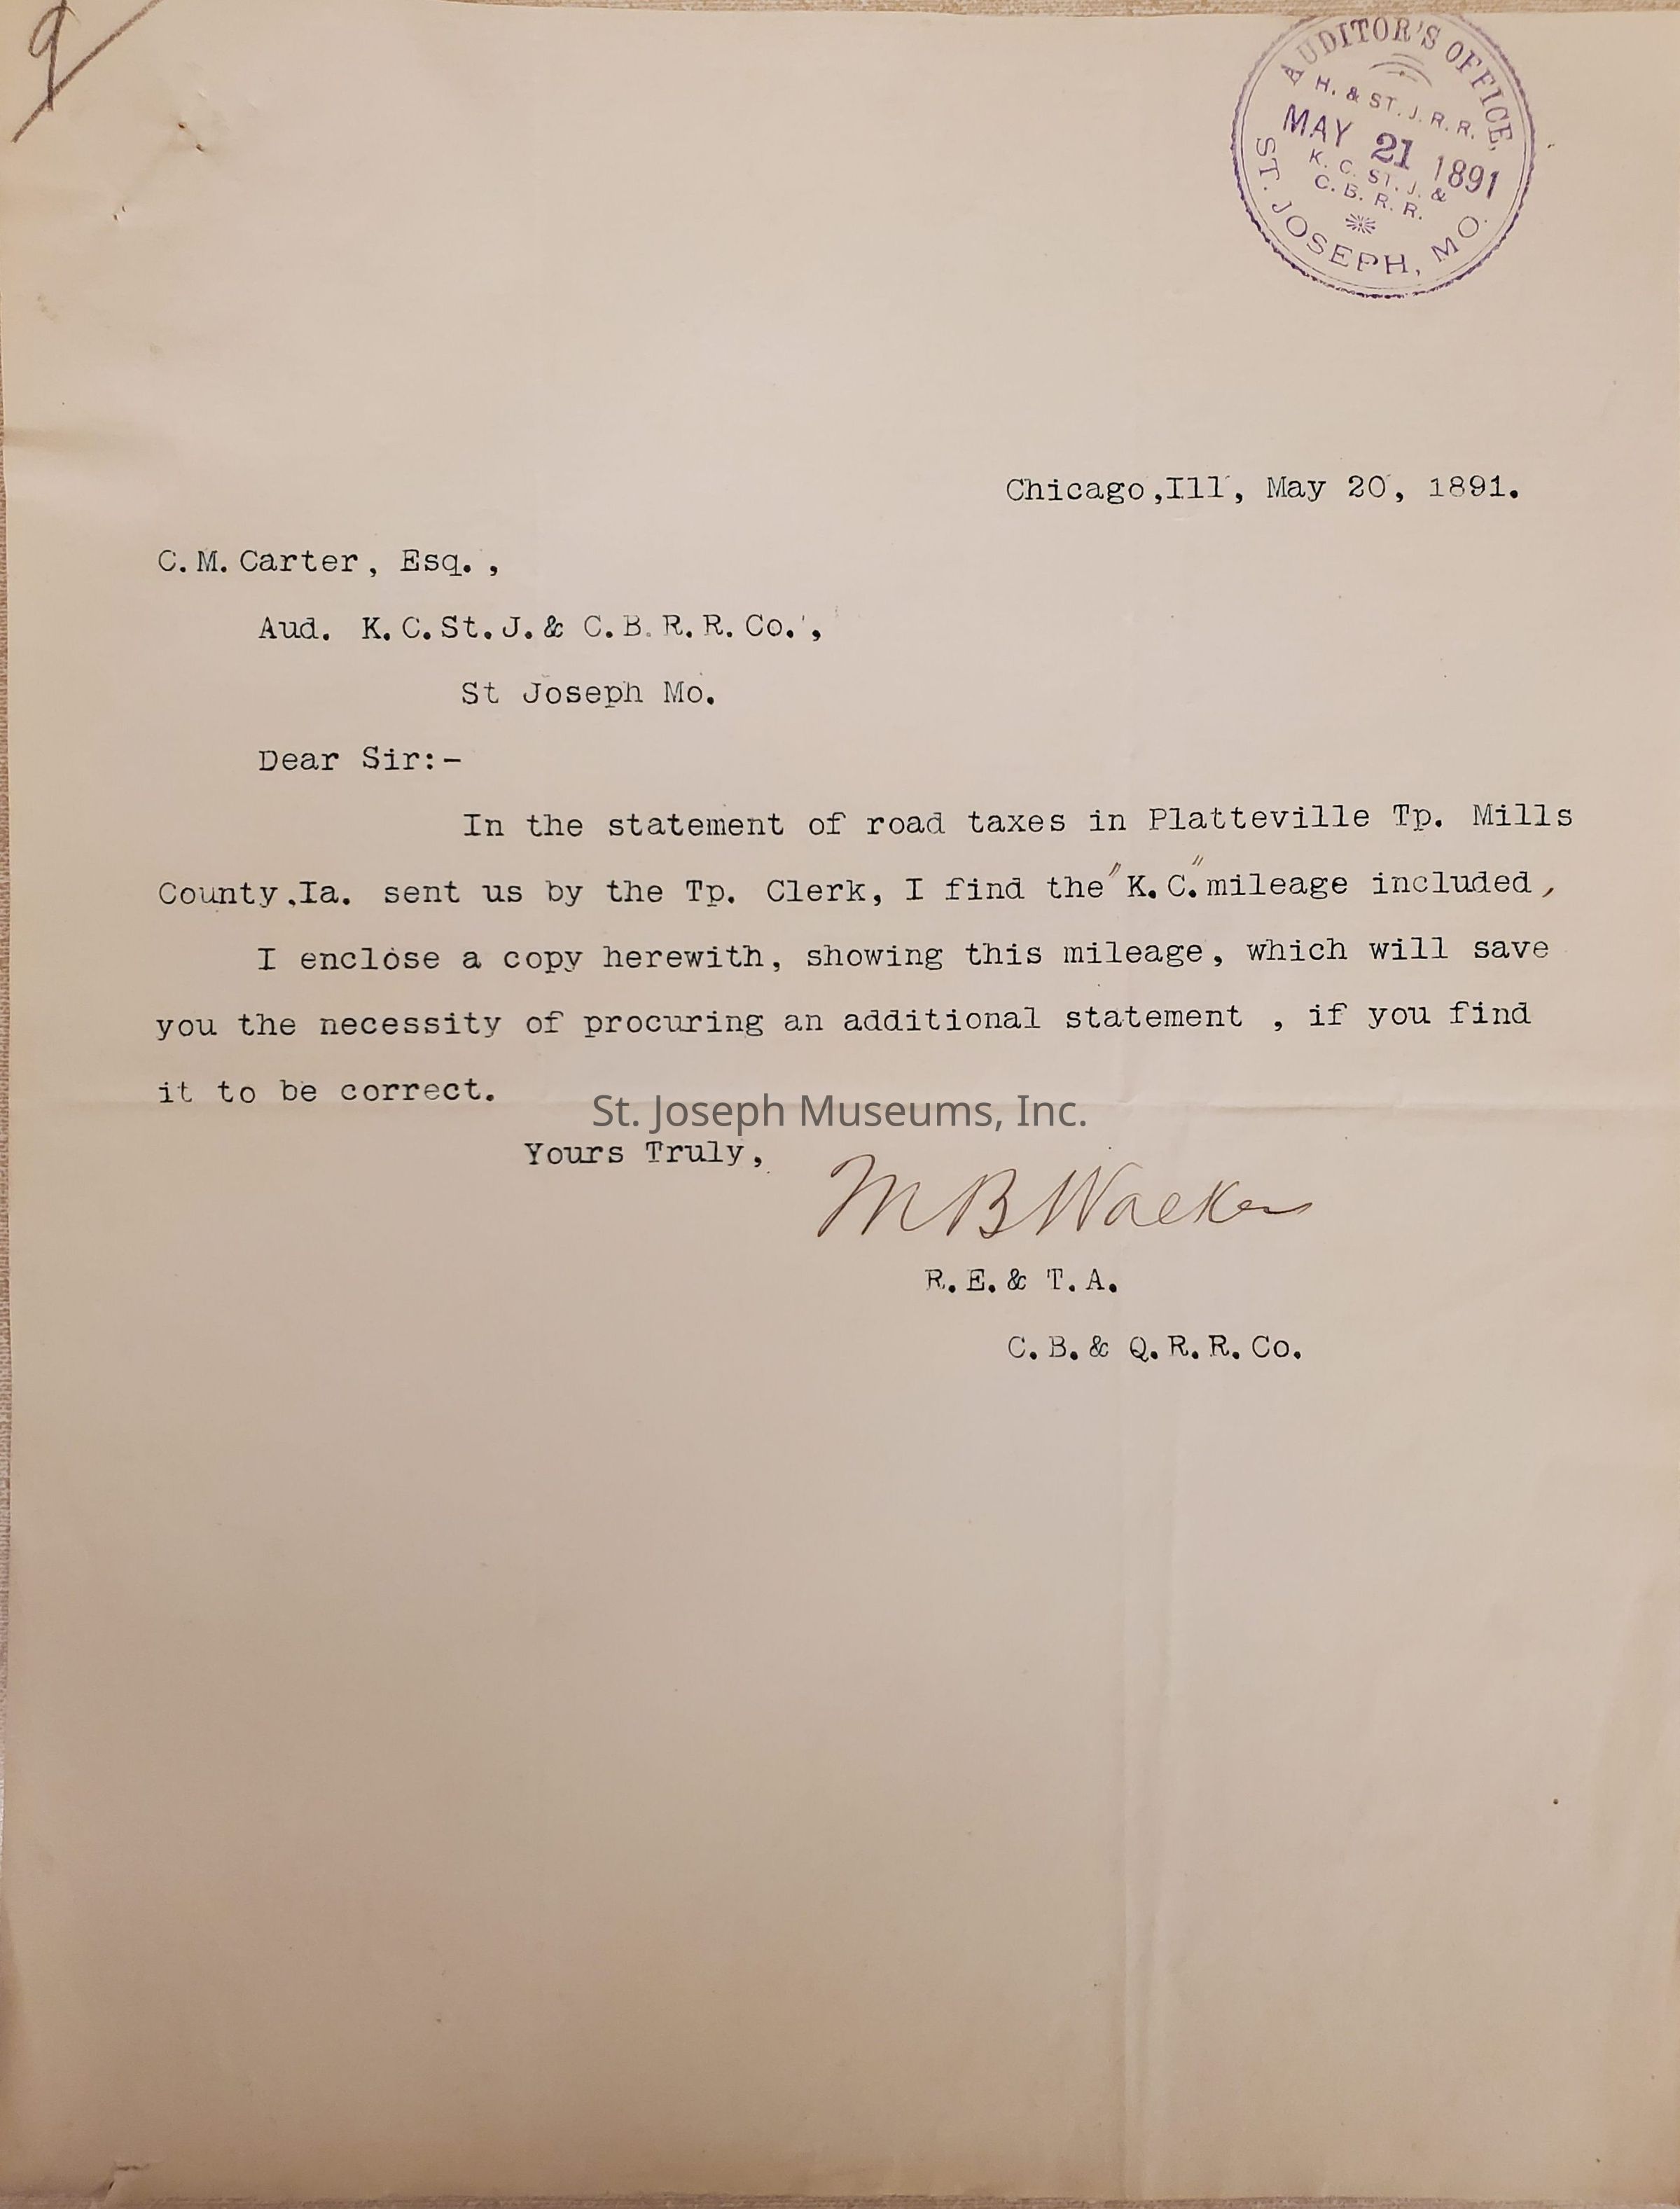 9
AUDITOR'S OFFICE,
H. & ST. J. R. R.
MAY 21 1891
K. C. ST. J. &
C. B. R. R.
ST. JOSEPH, MO.
Chicago,Ill, May 20, 1891.
C.M.Carter, Esq.,
Aud. K.C.St.J.& C.B.R.R.Co.',
St Joseph Mo.
Dear Sir:-
In the statement of road taxes in Platteville Tp. Mills
County,Ia. sent us by the Tp. Clerk, I find the "K.C." mileage included,
I enclose a copy herewith, showing this mileage, which will save
you the necessity of procuring an additional statement , if you find
it to be correct.
St. Joseph Museums, Inc.
Yours Truly,
M B Walker
R.E.& T.A.
C.B.& Q.R.R.Co.